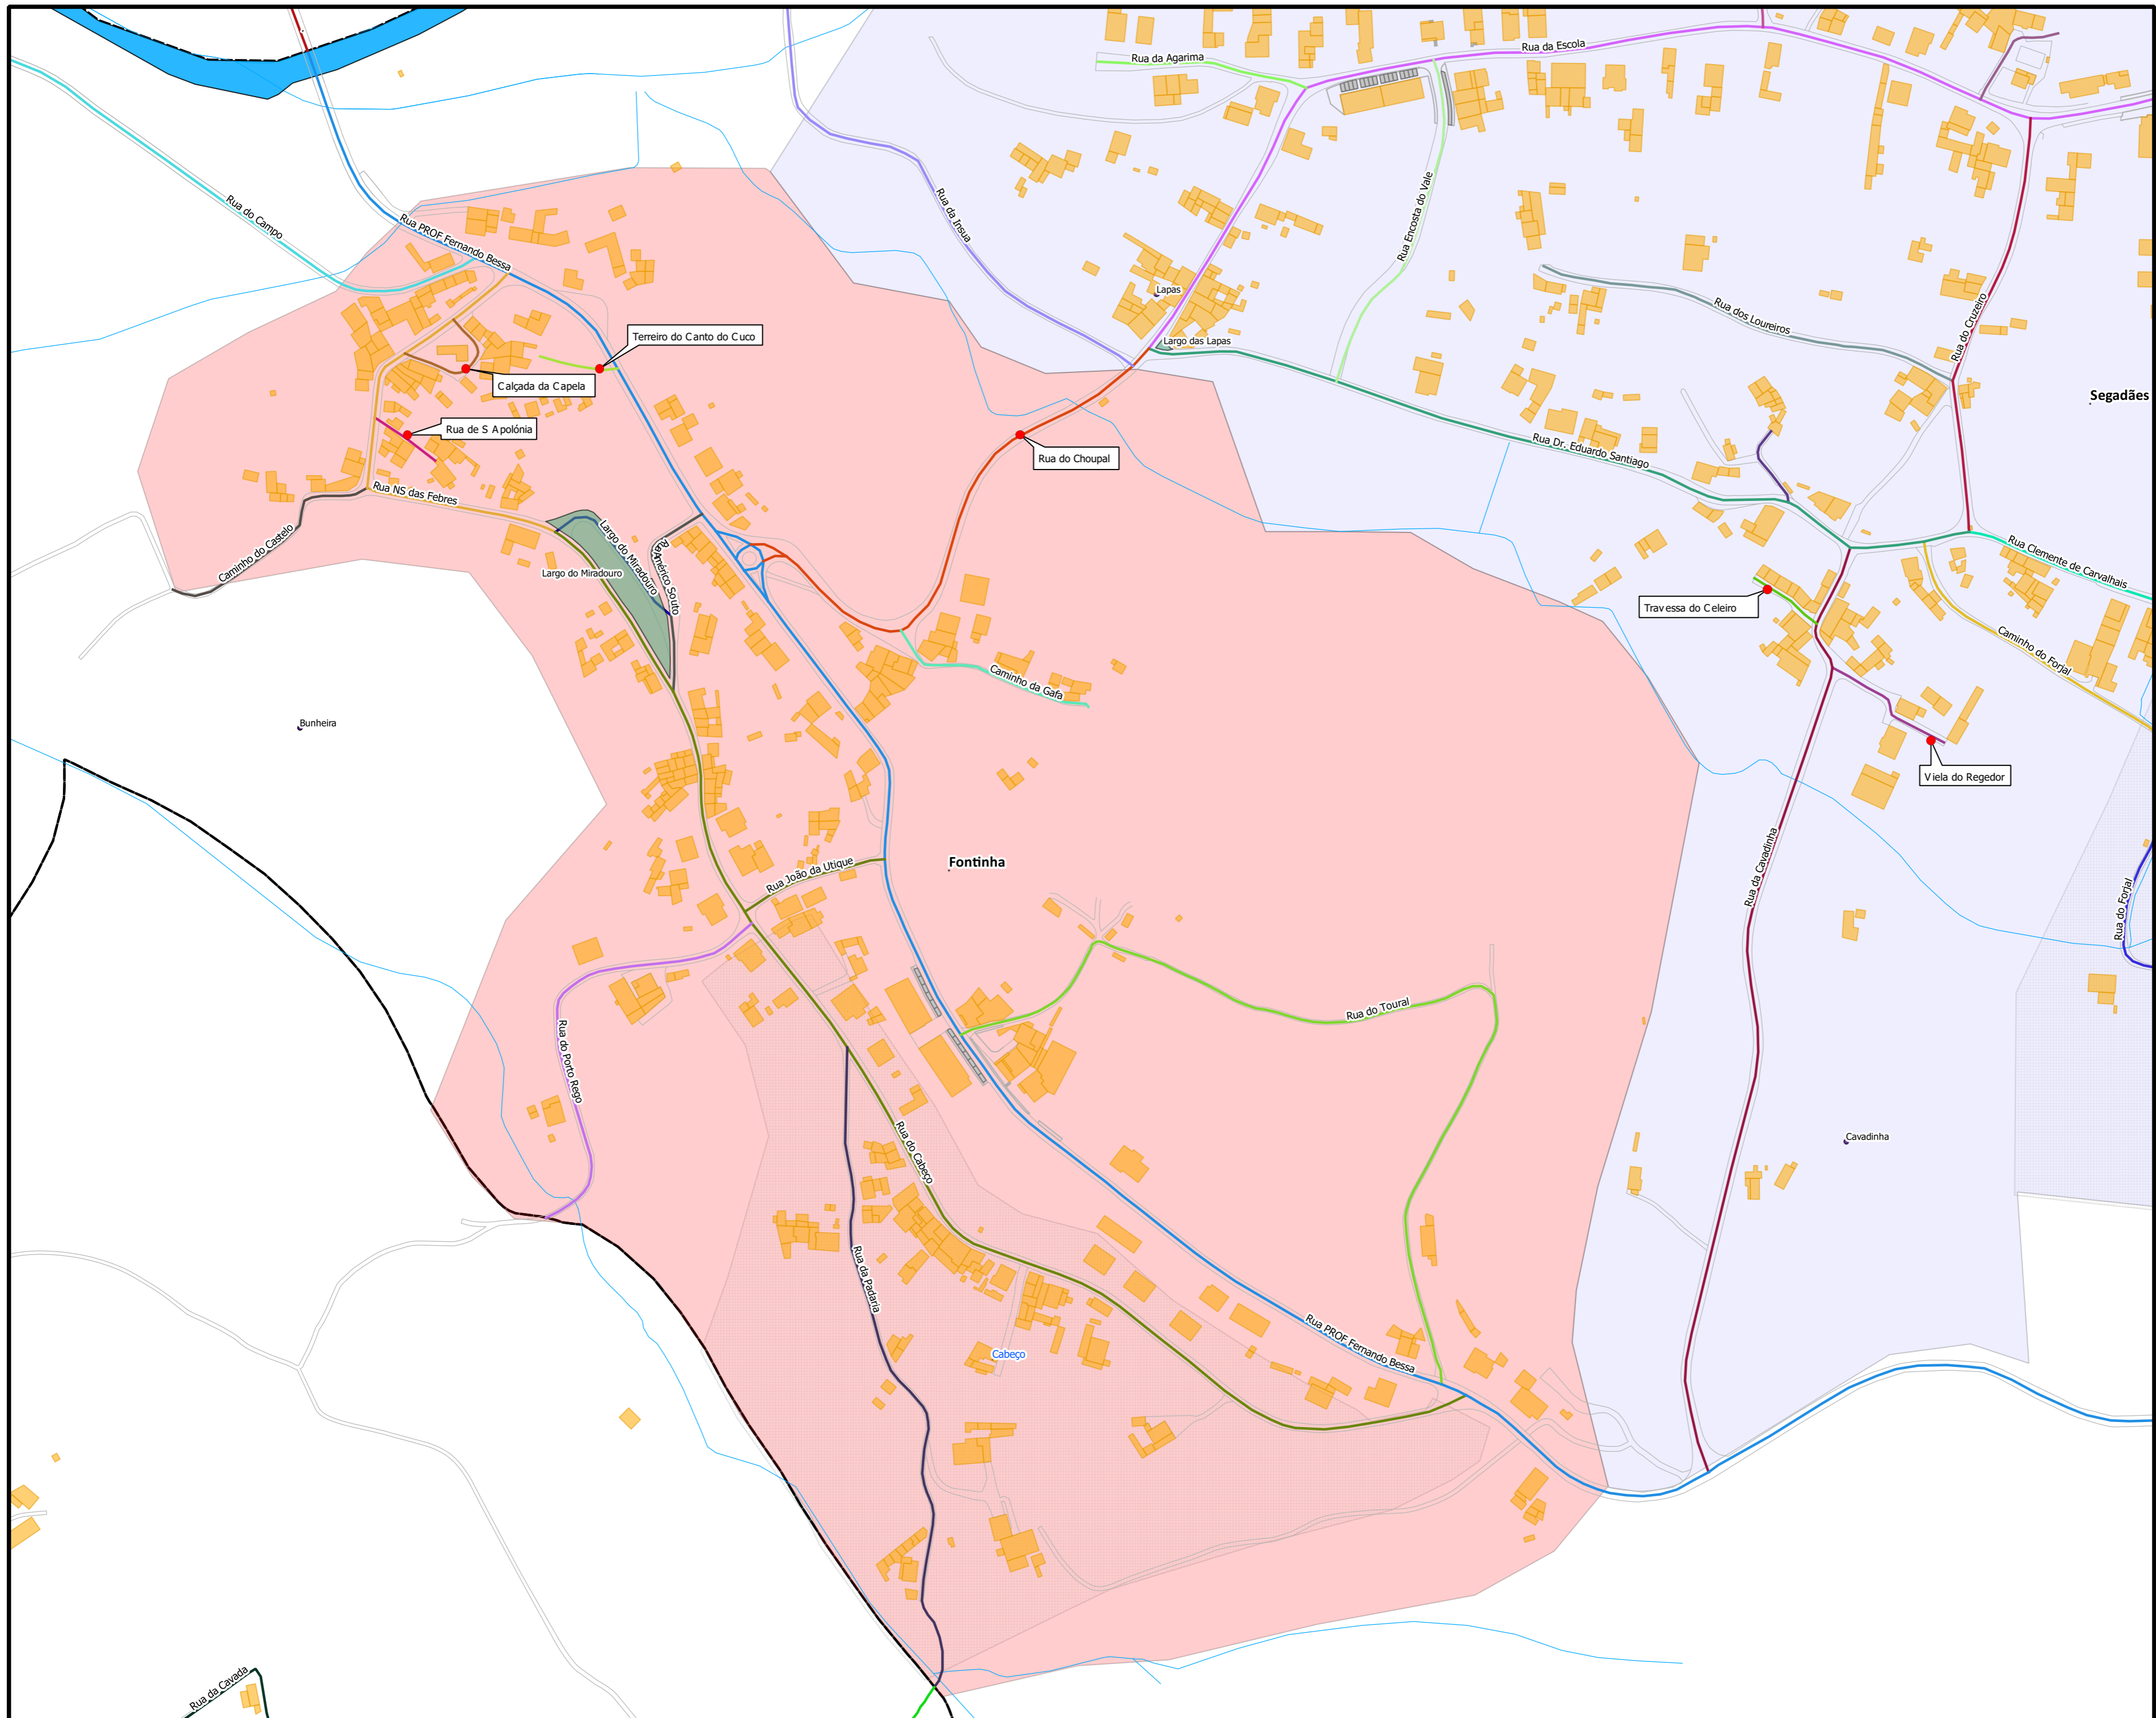 Rua da Escola
Rua da Agarima
Rua do Campo
Rua PROF Fernando Bessa
Rua da Insua
Rua Encosta do Vale
Lapas
Largo das Lapas
Rua dos Loureiros
Rua do Cruzeiro
Terreiro do Canto do Cuco
Calçada da Capela
Rua de S Apolónia
Segadães
Rua do Choupal
Rua Dr. Eduardo Santiago
Rua NS das Febres
Caminho do Castelo
Largo do Miradouro
Largo do Miradouro
Américo Souto
Rua Clemente de Carvalhais
Travessa do Celeiro
Caminho do Forjal
Caminho da Gafa
Bunheira
Viela do Regedor
Rua da Cavadinha
Fontinha
Rua João da Utique
Rua do Forjal
Rua do Toural
Rua do Porto Rego
Rua do Cabeço
Cavadinha
Rua da Padaria
Rua PROF Fernando Bessa
Cabeço
Rua da Cavada